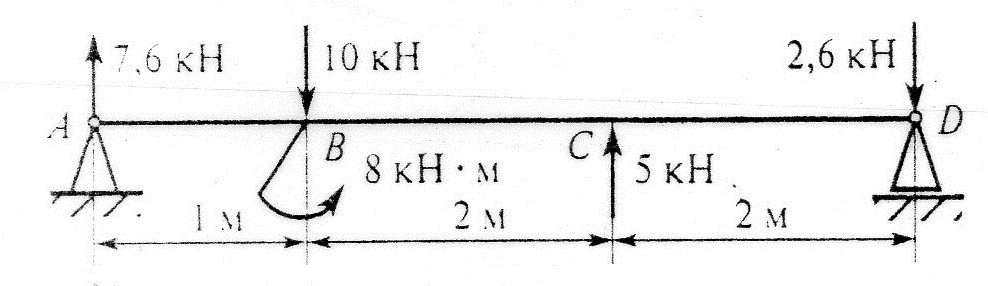 7,6 кН 10 кН 2,6 кН
A B C D
8 кН · м 5 кН
1 м 2 м 2 м